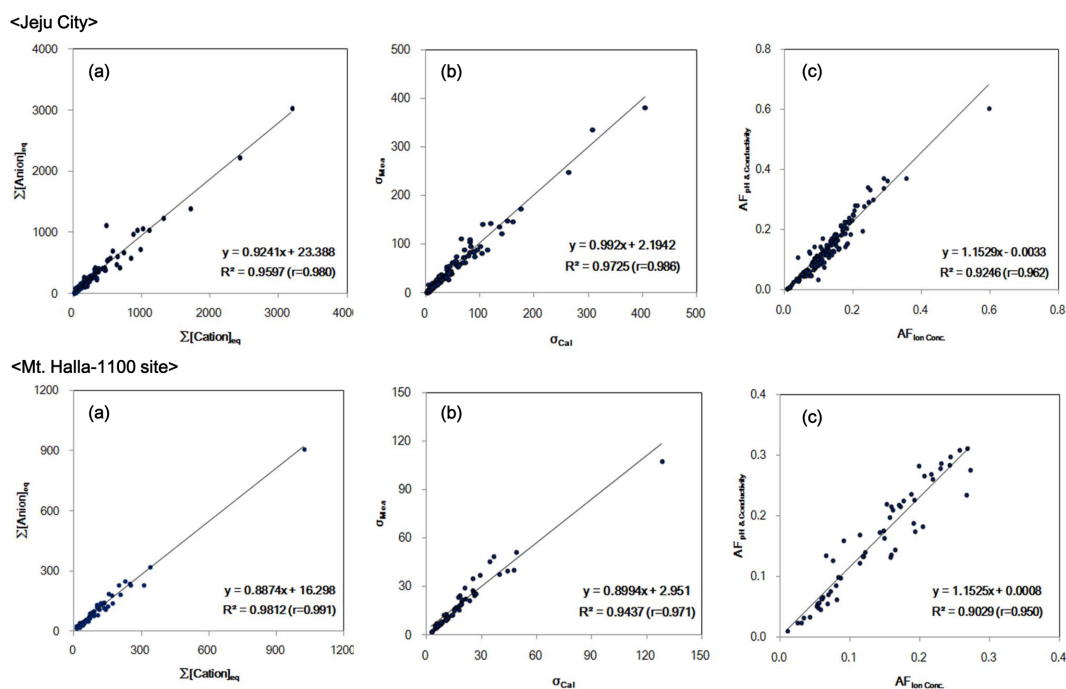 <Jeju City>
4000
3000
2000
1000
0
(a)
y = 0.9241x + 23.388
R² = 0.9597 (r=0.980)
0 1000 2000 3000 4000
Σ[Anion]eq
Σ[Cation]eq
500
400
300
200
100
0
(b)
y = 0.992x + 2.1942
R² = 0.9725 (r=0.986)
0 100 200 300 400 500
σMea
σCal
0.8
0.6
0.4
0.2
0.0
(c)
y = 1.1529x - 0.0033
R² = 0.9246 (r=0.962)
0.0 0.2 0.4 0.6 0.8
AFpH & Conductivity
AFIon Conc.
<Mt. Halla-1100 site>
1200
900
600
300
0
(a)
y = 0.8874x + 16.298
R² = 0.9812 (r=0.991)
0 300 600 900 1200
Σ[Anion]eq
Σ[Cation]eq
150
120
90
60
30
0
(b)
y = 0.8994x + 2.951
R² = 0.9437 (r=0.971)
0 30 60 90 120 150
σMea
σCal
0.4
0.3
0.2
0.1
0.0
(c)
y = 1.1525x + 0.0008
R² = 0.9029 (r=0.950)
0.0 0.1 0.2 0.3 0.4
AFpH & Conductivity
AFIon Conc.